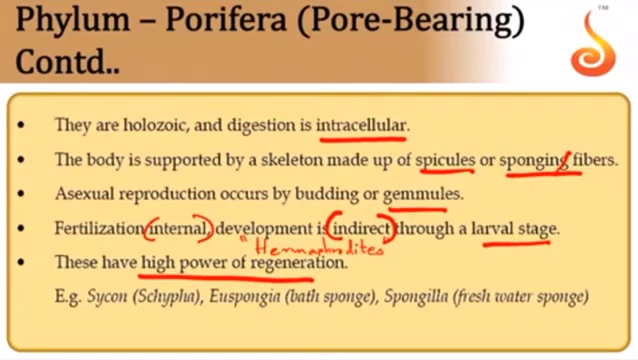 Phylum – Porifera (Pore-Bearing)
Contd..
TM
• They are holozoic, and digestion is intracellular.
• The body is supported by a skeleton made up of spicules or sponging fibers.
• Asexual reproduction occurs by budding or gemmules.
• Fertilization internal, development is indirect through a larval stage.
"Hermaphrodites"
• These have high power of regeneration.
E.g. Sycon (Schypha), Euspongia (bath sponge), Spongilla (fresh water sponge)